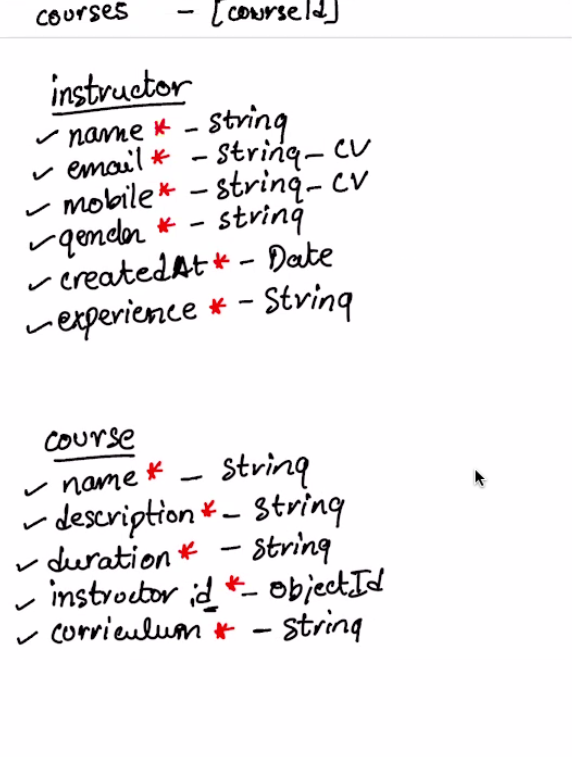 courses - [courseId]
instructor
✓ name * - string
✓ email * - string - CV
✓ mobile * - string - CV
✓ gender * - string
✓ createdAt * - Date
✓ experience * - String
course
✓ name * - String
✓ description * - String
✓ duration * - String
✓ instructor id * - ObjectId
✓ curriculum * - String